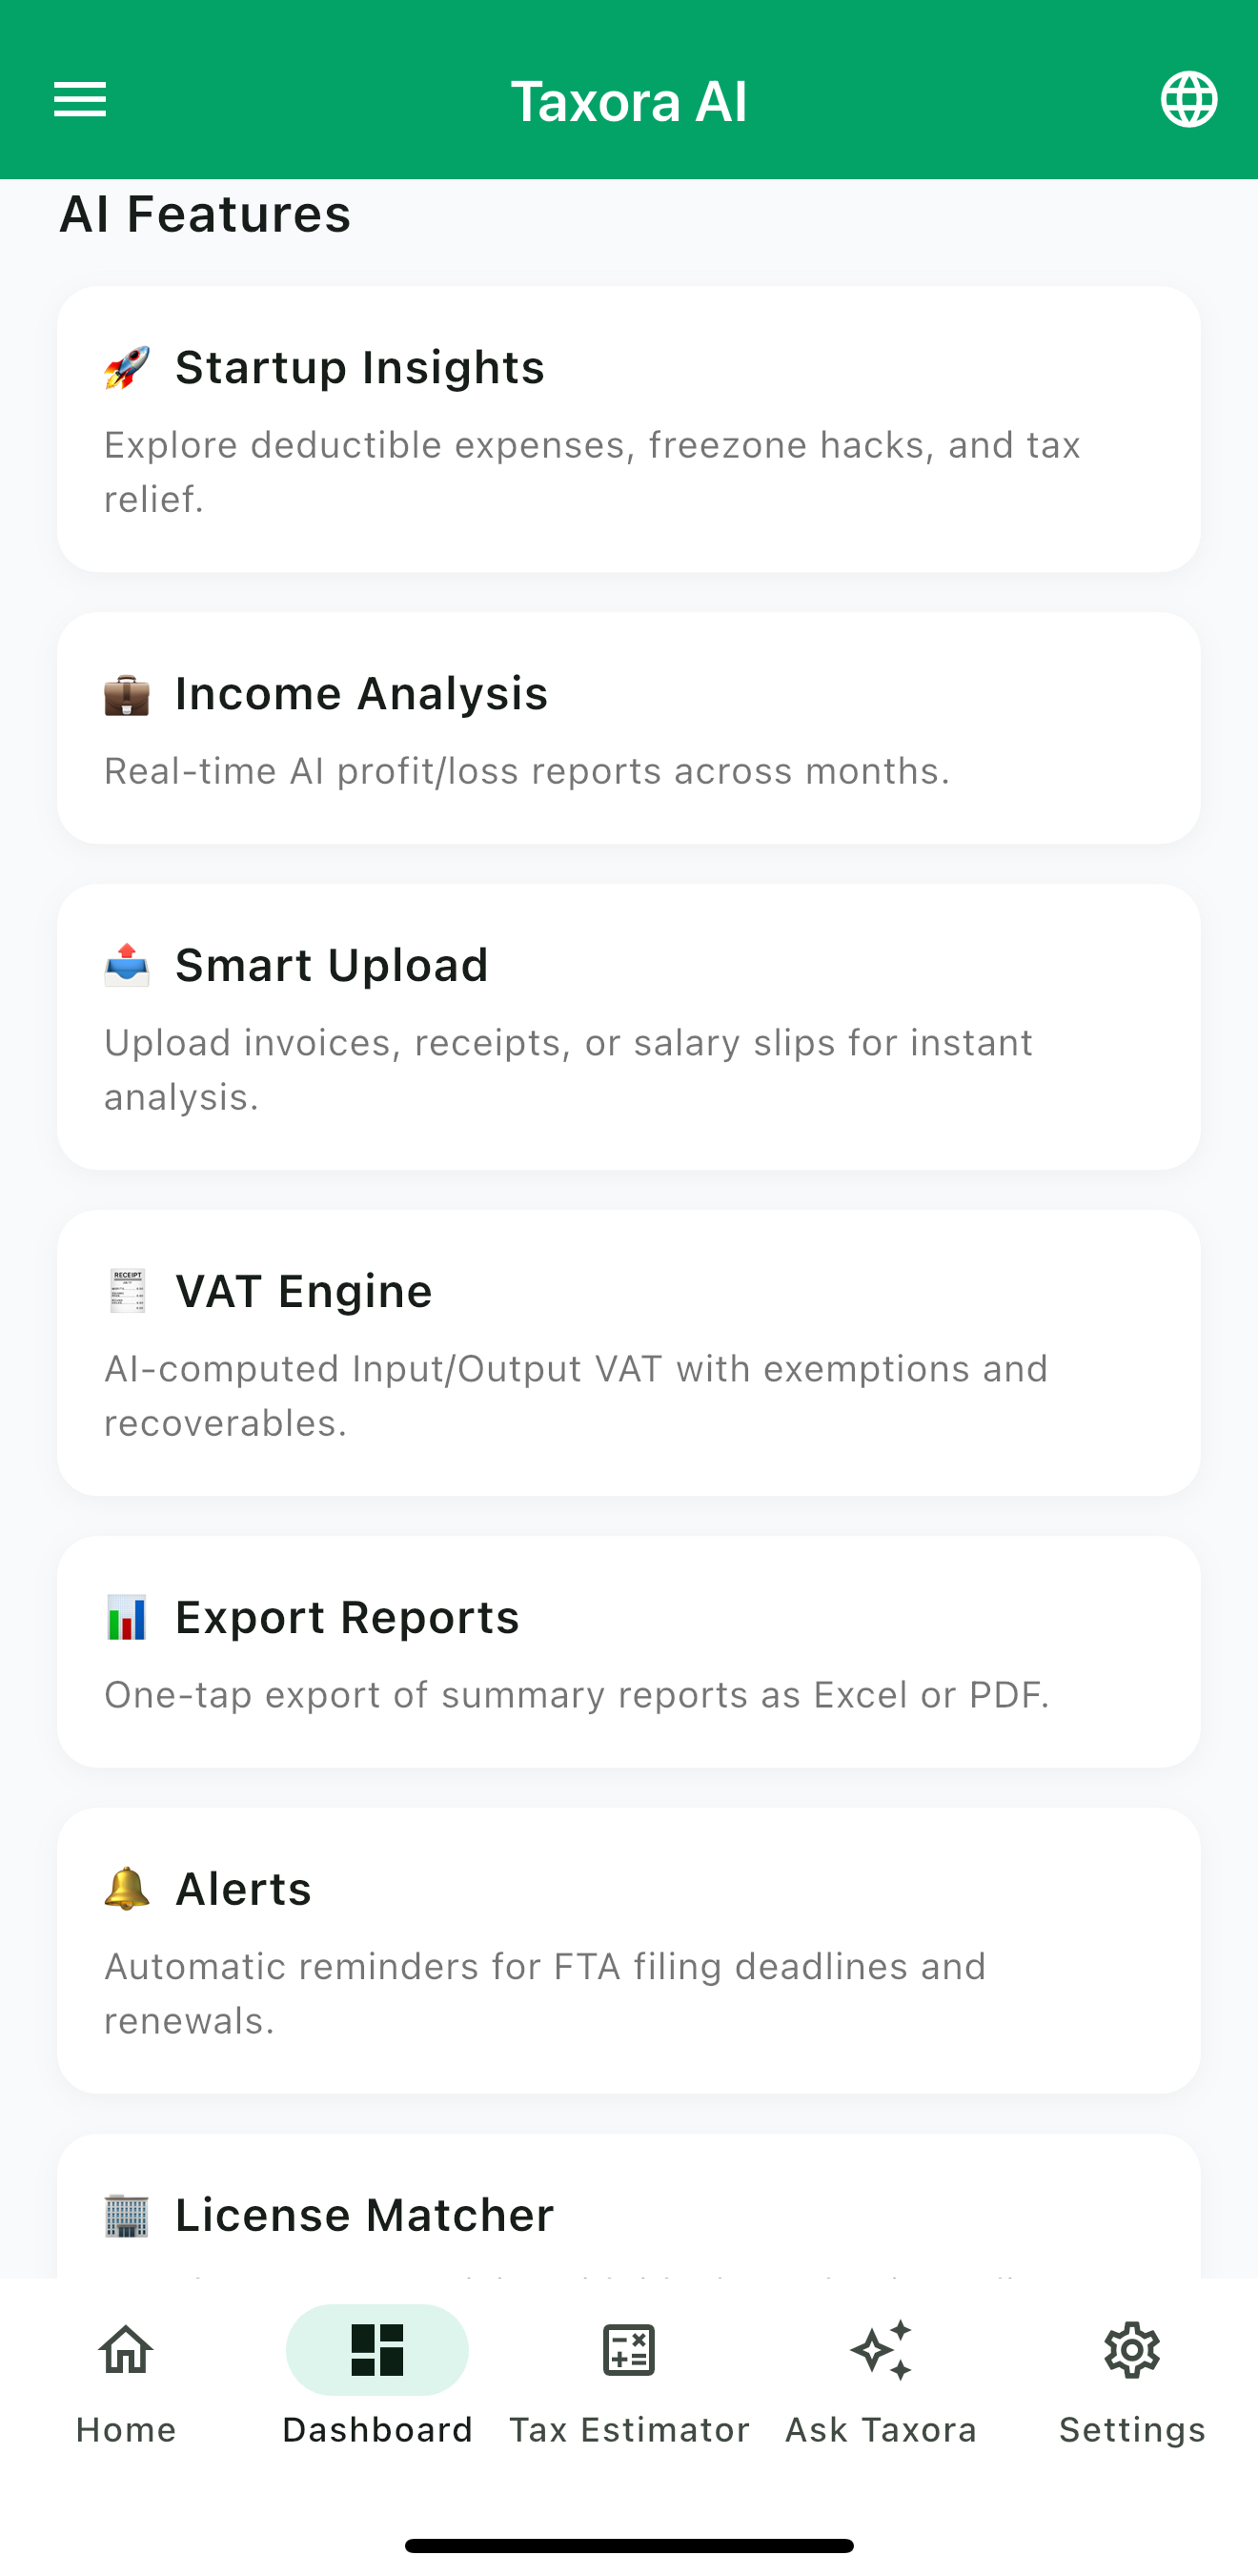 Taxora AI
AI Features
Startup Insights
Explore deductible expenses, freezone hacks, and tax
relief.
Income Analysis
Real-time AI profit/loss reports across months.
Smart Upload
Upload invoices, receipts, or salary slips for instant
analysis.
RECEIPT
VAT Engine
AI-computed Input/Output VAT with exemptions and
recoverables.
Export Reports
One-tap export of summary reports as Excel or PDF.
Alerts
Automatic reminders for FTA filing deadlines and
renewals.
License Matcher
Home
Dashboard
Tax Estimator
Ask Taxora
Settings